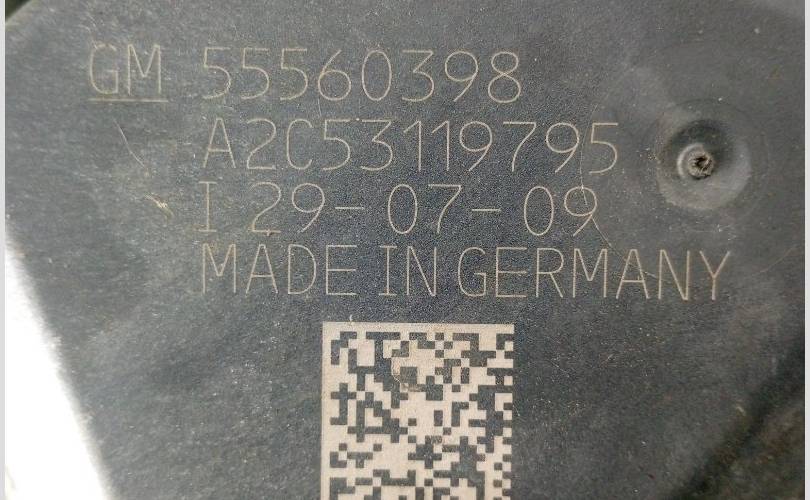 GM 55560398
A2C53119795
I 29-07-09
MADE IN GERMANY